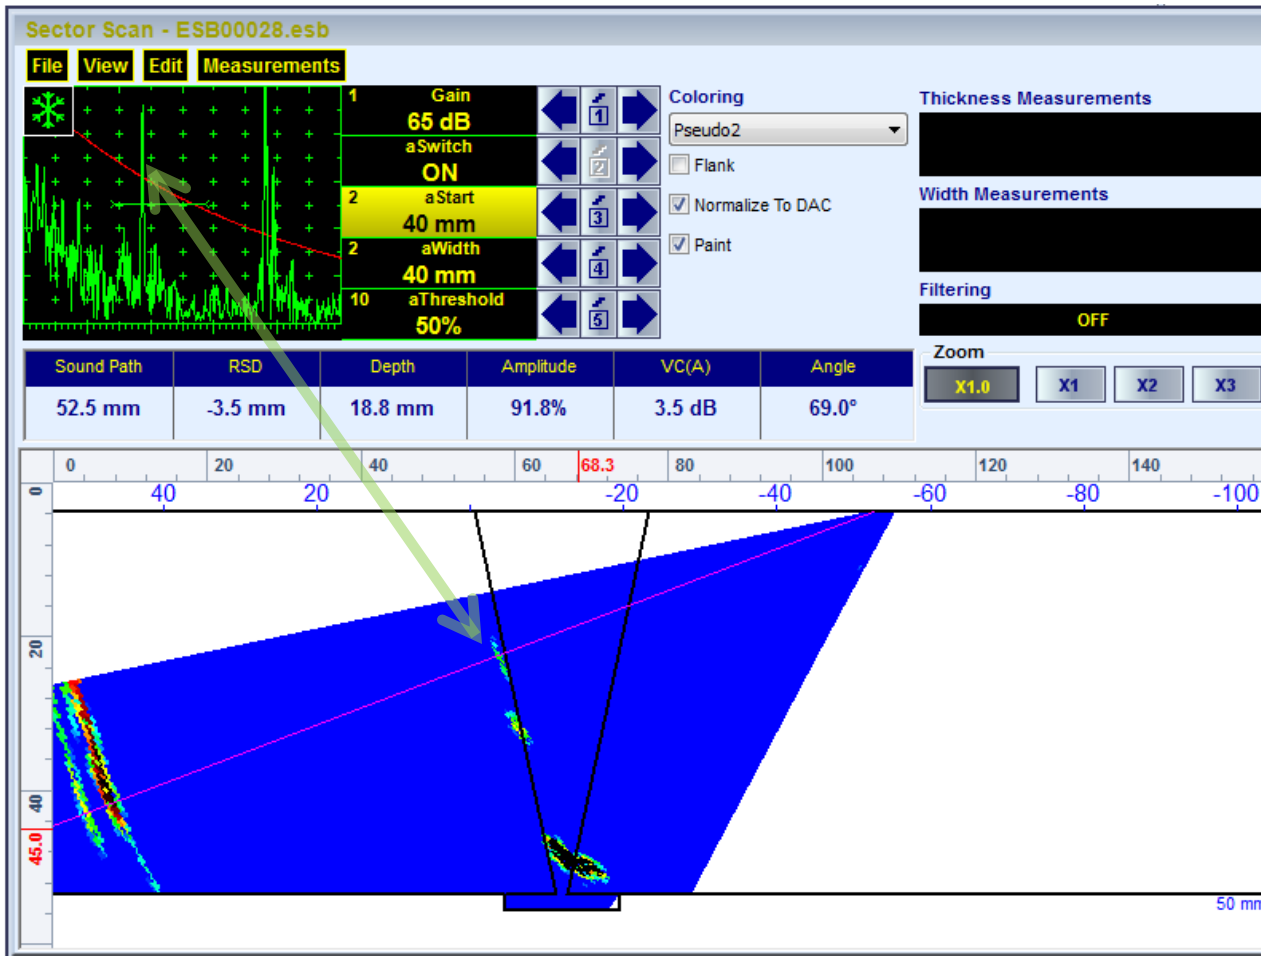 Sector Scan - ESB00028.esb
File View Edit Measurements
1 Gain
65 dB
1
aSwitch
ON
2
2 aStart
40 mm
3
2 aWidth
40 mm
4
10 aThreshold
50%
5
Coloring
Pseudo2
Flank
Normalize To DAC
Paint
Thickness Measurements
Width Measurements
Filtering
OFF
Zoom
X1.0 X1 X2 X3
Sound Path RSD Depth Amplitude VC(A) Angle
52.5 mm -3.5 mm 18.8 mm 91.8% 3.5 dB 69.0°
0 20 40 60 68.3 80 100 120 140
0 40 20 -20 -40 -60 -80 -100
20
40
45.0
50 mm